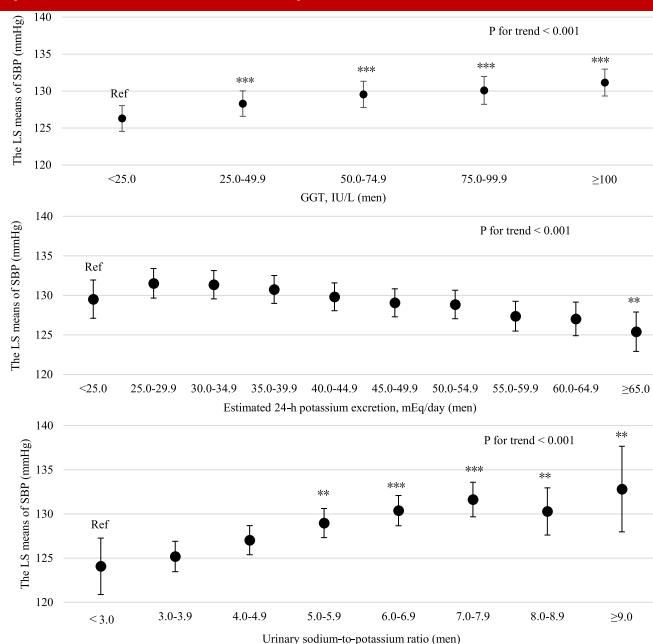 The LS means of SBP (mmHg)
140
135
130
125
120
P for trend < 0.001
Ref
***
***
***
***
<25.0 25.0-49.9 50.0-74.9 75.0-99.9 ≥100
GGT, IU/L (men)
The LS means of SBP (mmHg)
140
135
130
125
120
P for trend < 0.001
Ref
**
<25.0 25.0-29.9 30.0-34.9 35.0-39.9 40.0-44.9 45.0-49.9 50.0-54.9 55.0-59.9 60.0-64.9 ≥65.0
Estimated 24-h potassium excretion, mEq/day (men)
The LS means of SBP (mmHg)
140
135
130
125
120
P for trend < 0.001
Ref
**
***
***
**
**
< 3.0 3.0-3.9 4.0-4.9 5.0-5.9 6.0-6.9 7.0-7.9 8.0-8.9 ≥9.0
Urinary sodium-to-potassium ratio (men)